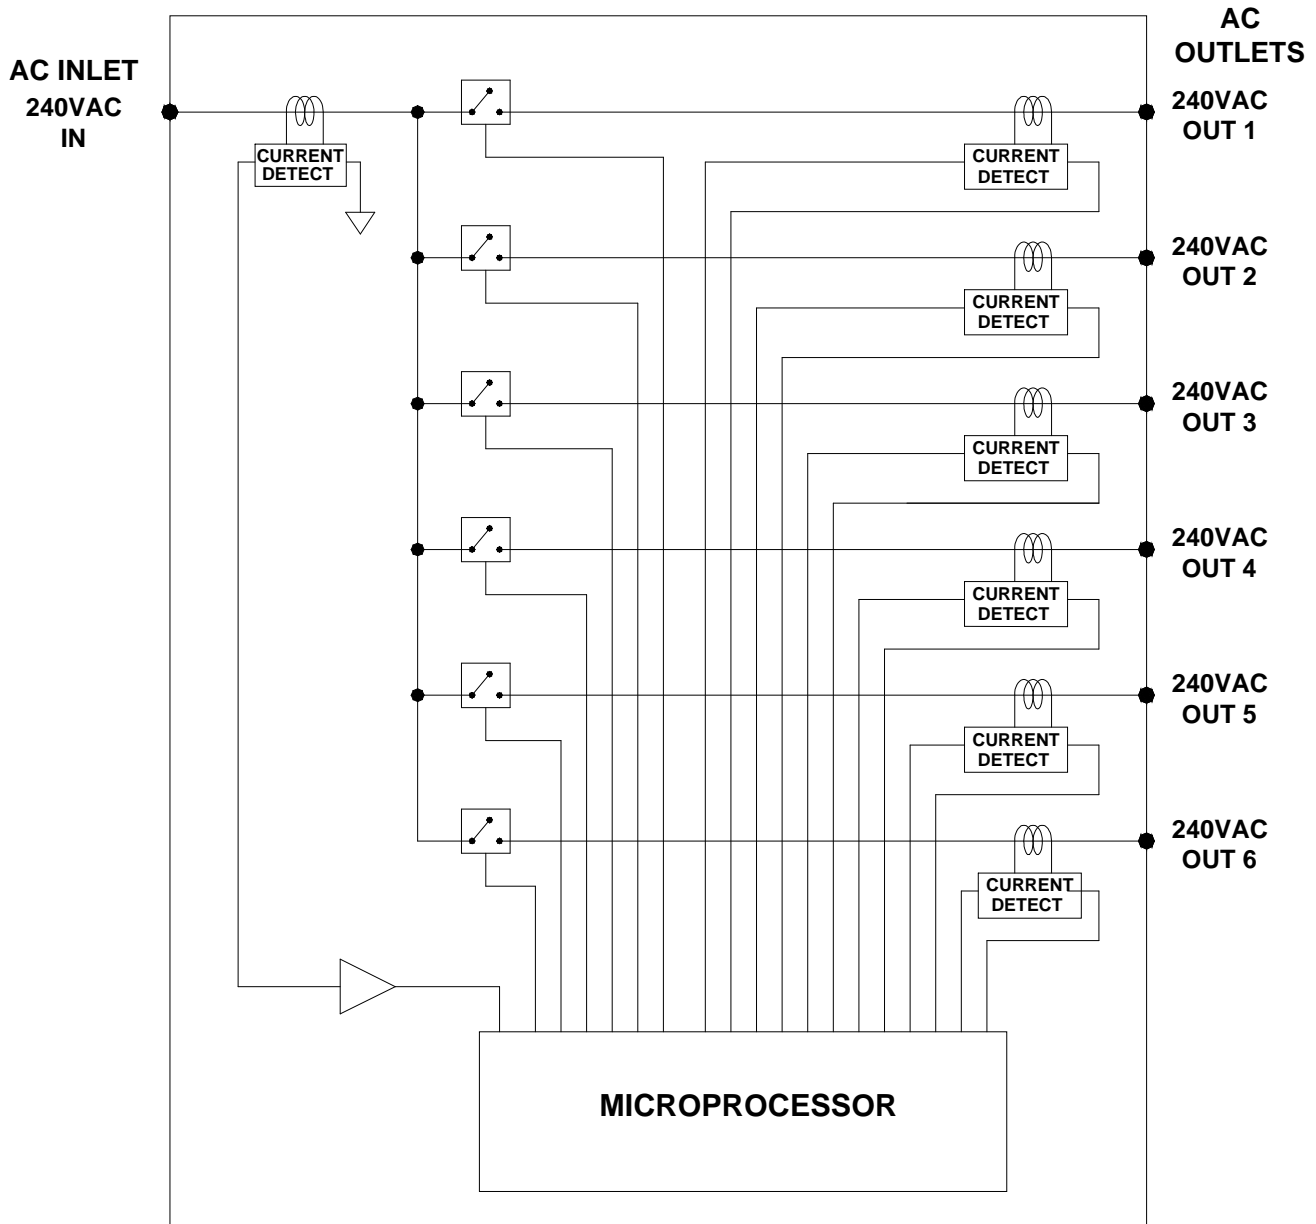 AC
OUTLETS
AC INLET
240VAC
IN
CURRENT
DETECT
240VAC
OUT 1
CURRENT
DETECT
240VAC
OUT 2
CURRENT
DETECT
240VAC
OUT 3
CURRENT
DETECT
240VAC
OUT 4
CURRENT
DETECT
240VAC
OUT 5
CURRENT
DETECT
240VAC
OUT 6
CURRENT
DETECT
MICROPROCESSOR